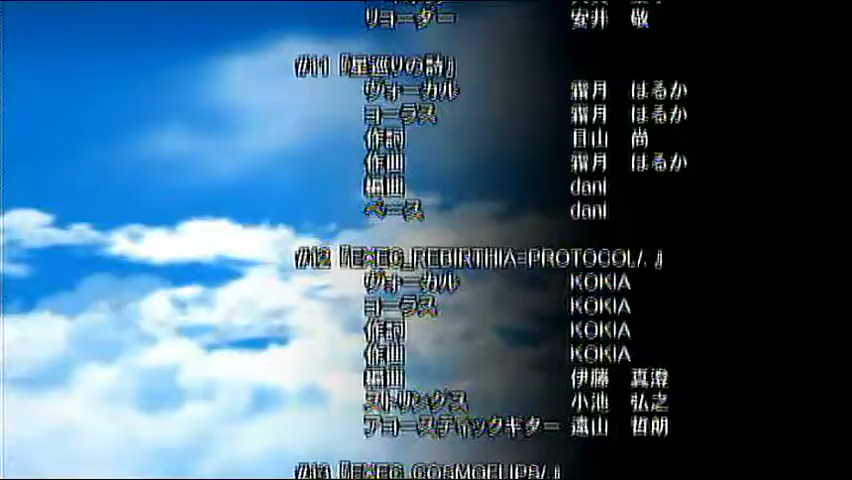 リコーダー 安井 敬
#11 『星巡りの詩』
ヴォーカル 霜月 はるか
コーラス 霜月 はるか
作詞 日山 尚
作曲 霜月 はるか
編曲 dani
ベース dani
#12 『EXEC_REBIRTHIA=PROTOCOL/.』
ヴォーカル KOKIA
コーラス KOKIA
作詞 KOKIA
作曲 KOKIA
編曲 伊藤 真澄
ストリングス 小池 弘之
アコースティックギター 遠山 哲朗
#13 『EXEC_COSMOFLIPS/.』